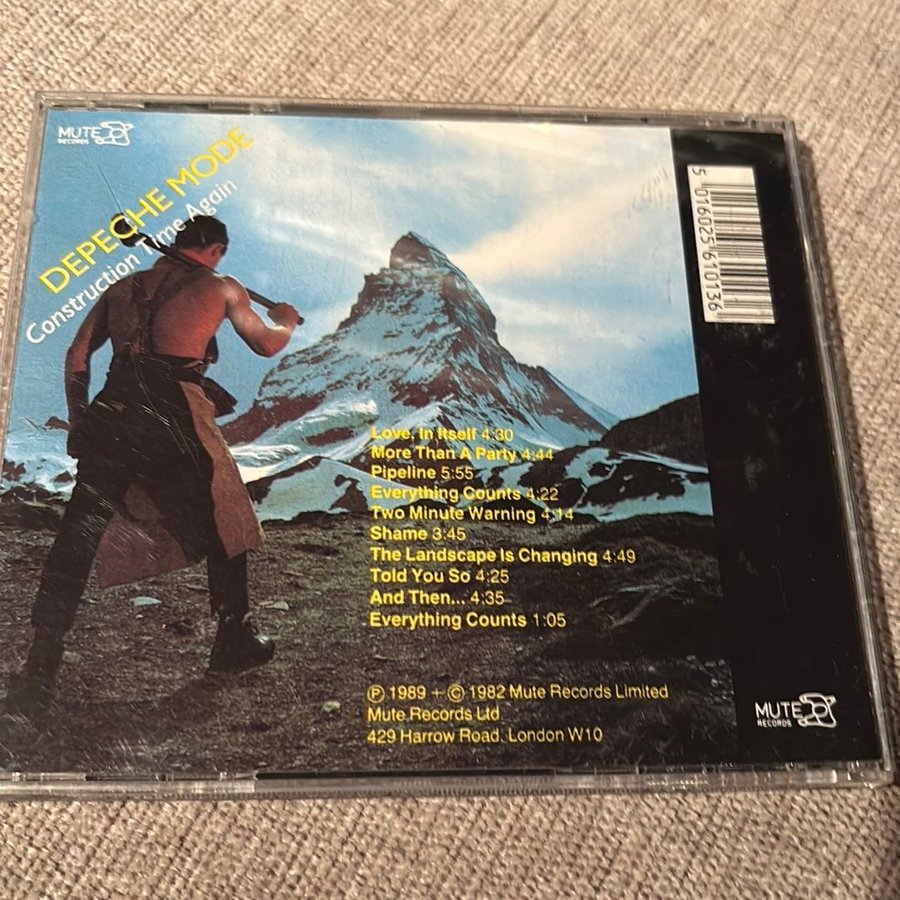 MUTE
RECORDS
DEPECHE MODE
Construction Time Again
5 016025 610136
Love, In Itself 4:30
More Than A Party 4:44
Pipeline 5:55
Everything Counts 4:22
Two Minute Warning 4:14
Shame 3:45
The Landscape Is Changing 4:49
Told You So 4:25
And Then... 4:35
Everything Counts 1:05
Ⓟ 1989 + © 1982 Mute Records Limited
Mute Records Ltd
429 Harrow Road, London W10
MUTE
RECORDS